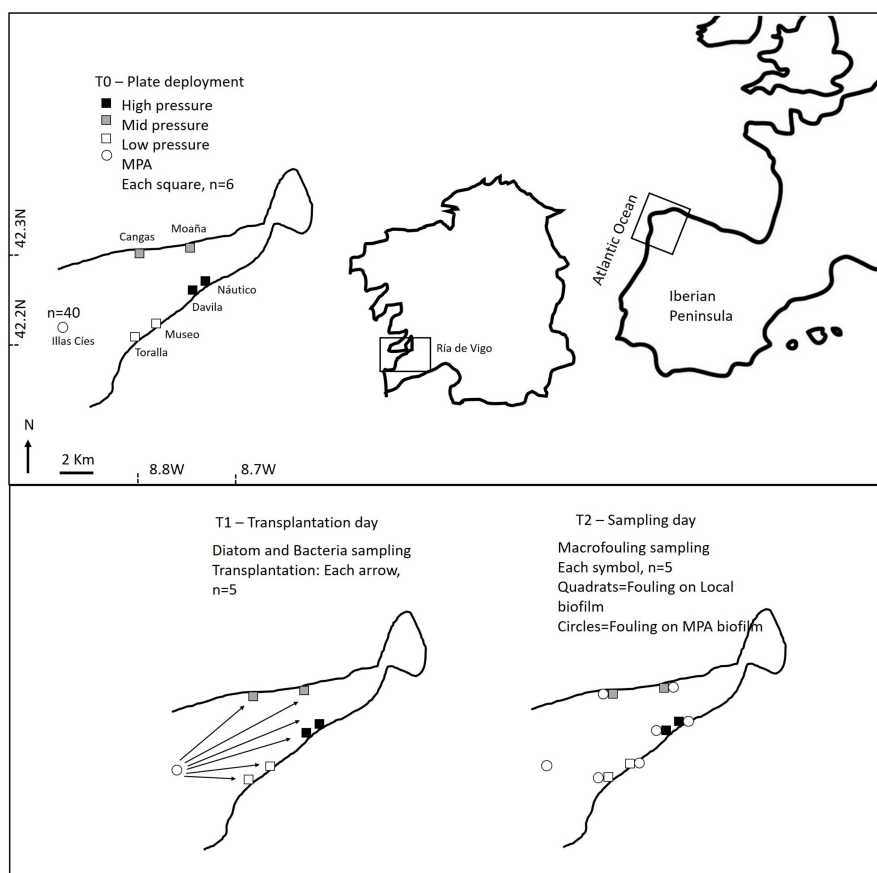 T0 – Plate deployment
High pressure
Mid pressure
Low pressure
MPA
Each square, n=6
42.3N
42.2N
Cangas
Moaña
Náutico
Davila
n=40
Illas Cíes
Museo
Toralla
N
2 Km
8.8W
8.7W
Ría de Vigo
Atlantic Ocean
Iberian
Peninsula
T1 – Transplantation day
Diatom and Bacteria sampling
Transplantation: Each arrow,
n=5
T2 – Sampling day
Macrofouling sampling
Each symbol, n=5
Quadrats=Fouling on Local
biofilm
Circles=Fouling on MPA biofilm